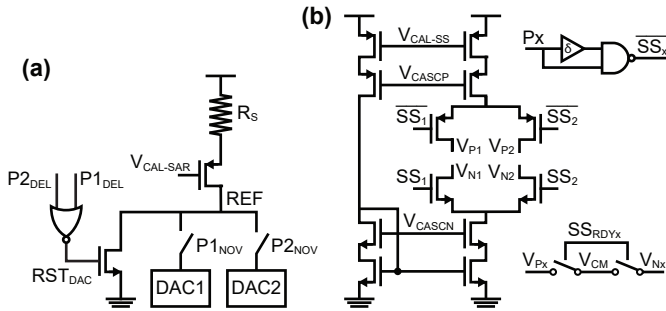 (a)
R_S
V_CAL-SAR
P2_DEL
P1_DEL
REF
P1_NOV
P2_NOV
RST_DAC
DAC1
DAC2
(b)
V_CAL-SS
V_CASCP
SS_1
SS_2
V_P1
V_P2
SS_1
V_N1
V_N2
SS_2
V_CASCN
Px
δ
SS_x
SS_RDYx
V_Px
V_CM
V_Nx